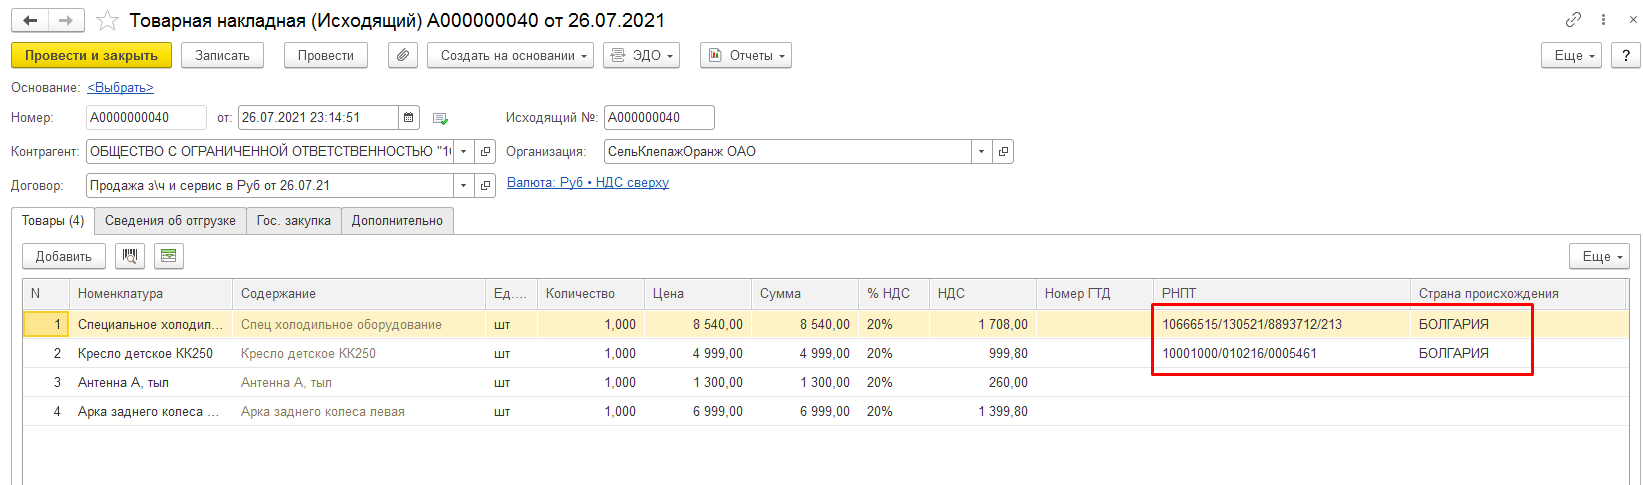 Товарная накладная (Исходящий) А000000040 от 26.07.2021
Провести и закрыть Записать Провести Создать на основании ЭДО Отчеты Еще ?
Основание: <Выбрать>
Номер: А0000000040 от: 26.07.2021 23:14:51 Исходящий №: А000000040
Контрагент: ОБЩЕСТВО С ОГРАНИЧЕННОЙ ОТВЕТСТВЕННОСТЬЮ "1 Организация: СельКлепажОранж ОАО
Договор: Продажа з\ч и сервис в Руб от 26.07.21 Валюта: Руб • НДС сверху
Товары (4) Сведения об отгрузке Гос. закупка Дополнительно
Добавить Еще
N Номенклатура Содержание Ед.... Количество Цена Сумма % НДС НДС Номер ГТД РНПТ Страна происхождения
1 Специальное холодил... Спец холодильное оборудование шт 1,000 8 540,00 8 540,00 20% 1 708,00 10666515/130521/8893712/213 БОЛГАРИЯ
2 Кресло детское КК250 Кресло детское КК250 шт 1,000 4 999,00 4 999,00 20% 999,80 10001000/010216/0005461 БОЛГАРИЯ
3 Антенна А, тыл Антенна А, тыл шт 1,000 1 300,00 1 300,00 20% 260,00
4 Арка заднего колеса ... Арка заднего колеса левая шт 1,000 6 999,00 6 999,00 20% 1 399,80